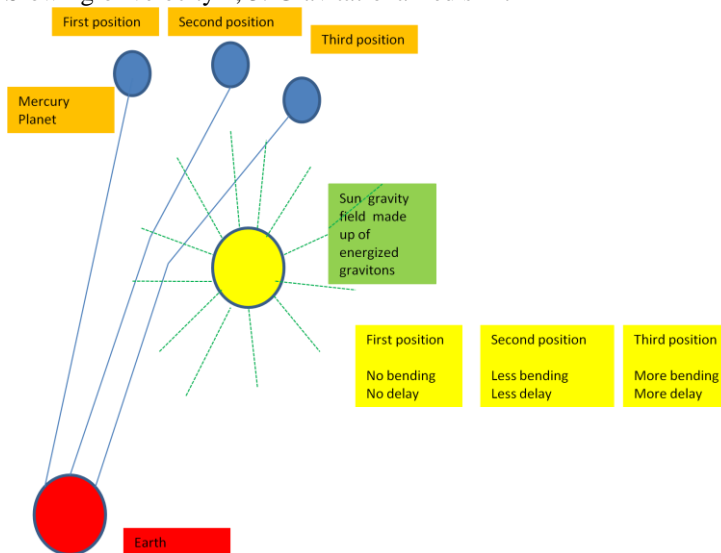 First position
Second position
Third position
Mercury
Planet
Sun gravity
field made
up of
energized
gravitons
First position
No bending
No delay
Second position
Less bending
Less delay
Third position
More bending
More delay
Earth